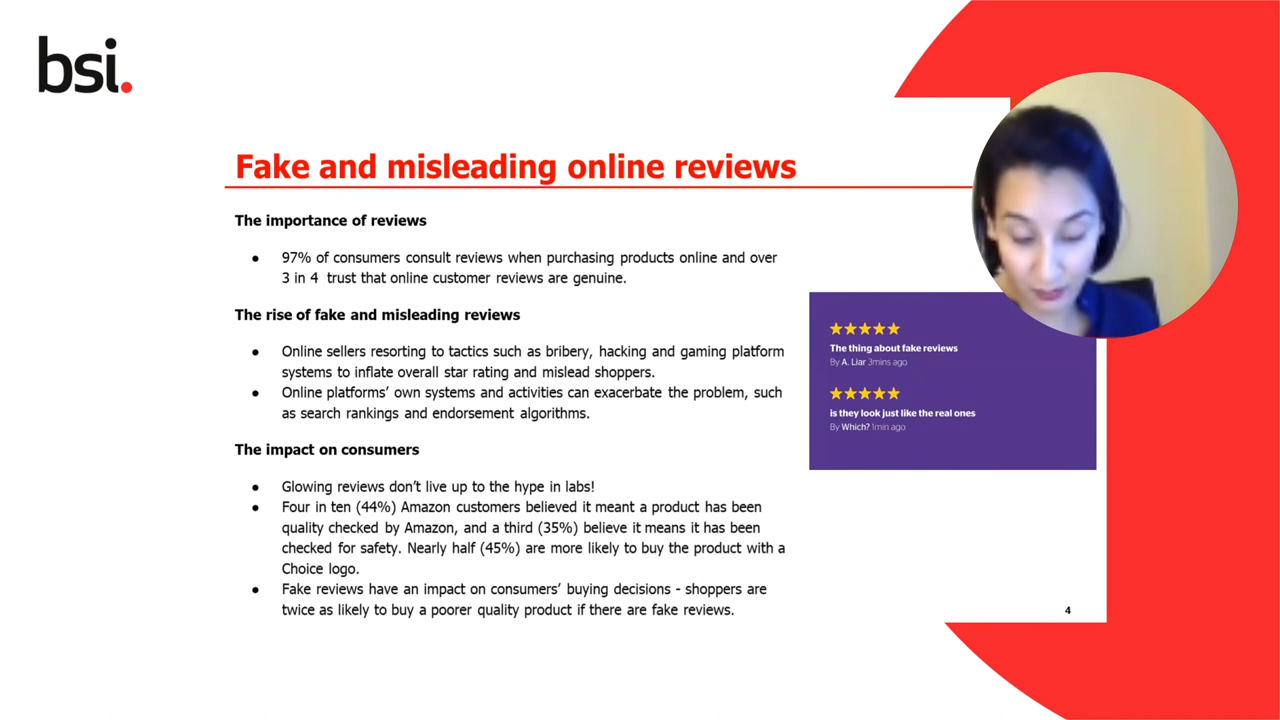 bsi.
Fake and misleading online reviews
The importance of reviews
● 97% of consumers consult reviews when purchasing products online and over
3 in 4 trust that online customer reviews are genuine.
The rise of fake and misleading reviews
● Online sellers resorting to tactics such as bribery, hacking and gaming platform
systems to inflate overall star rating and mislead shoppers.
● Online platforms’ own systems and activities can exacerbate the problem, such
as search rankings and endorsement algorithms.
The impact on consumers
● Glowing reviews don’t live up to the hype in labs!
● Four in ten (44%) Amazon customers believed it meant a product has been
quality checked by Amazon, and a third (35%) believe it means it has been
checked for safety. Nearly half (45%) are more likely to buy the product with a
Choice logo.
● Fake reviews have an impact on consumers’ buying decisions - shoppers are
twice as likely to buy a poorer quality product if there are fake reviews.
The thing about fake reviews
By A. Liar 3mins ago
is they look just like the real ones
By Which? 1min ago
4